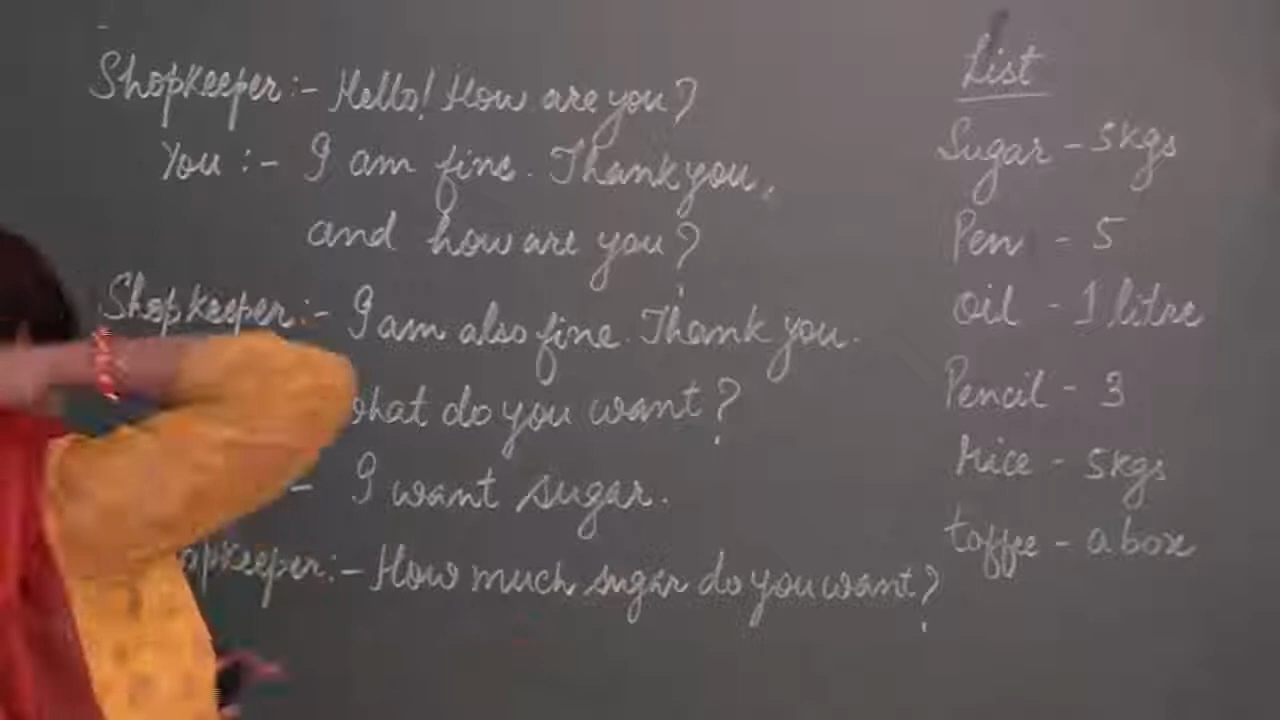 Shopkeeper :- Hello! How are you?
You :- I am fine. Thank you,
and how are you?
Shopkeeper :- I am also fine. Thank you.
what do you want?
- I want sugar.
opkeeper :- How much sugar do you want?
List
Sugar - 5kgs
Pen - 5
oil - 1 litre
Pencil - 3
Rice - 5kgs
toffee - a box